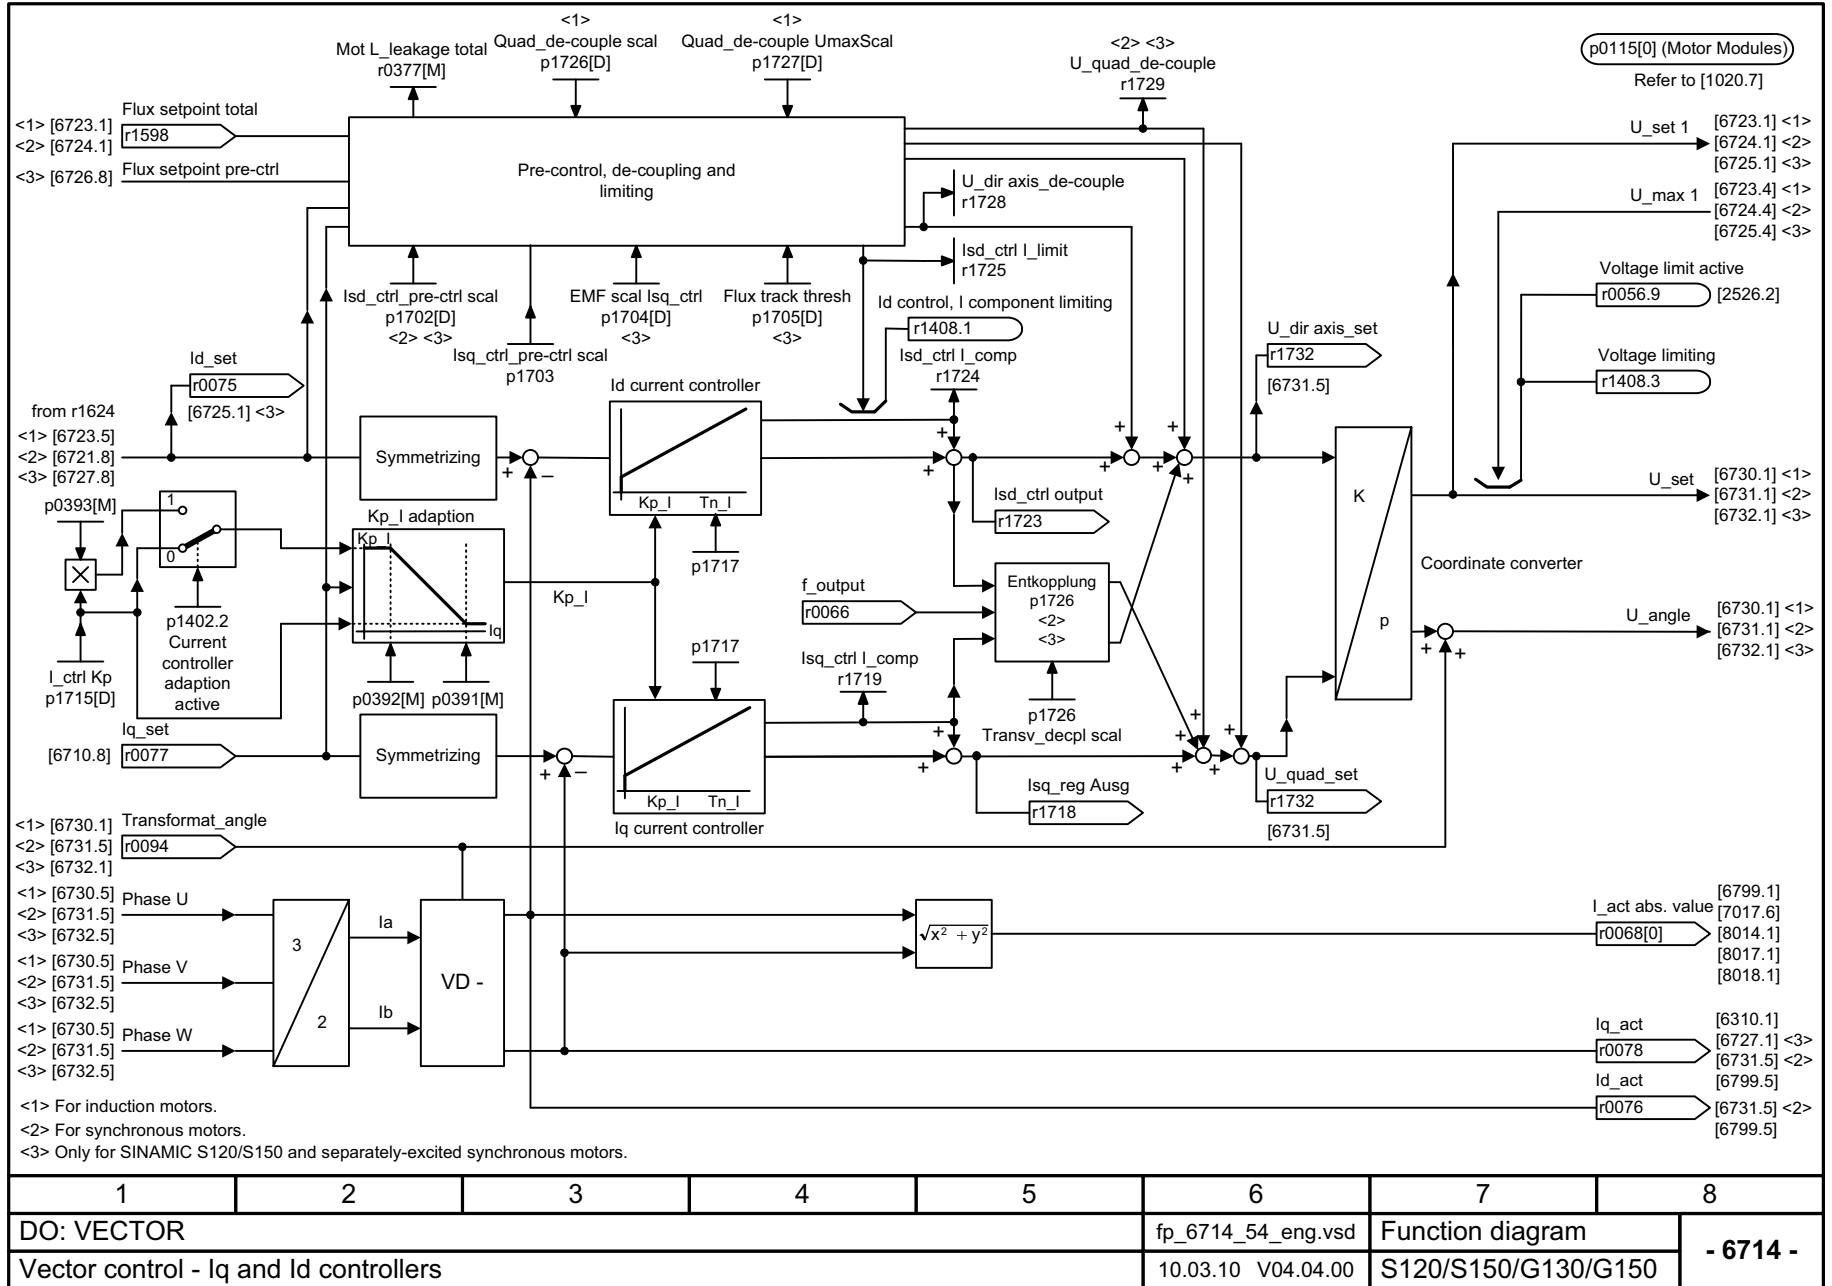 <1>
Quad_de-couple scal
p1726[D]
<1>
Quad_de-couple UmaxScal
p1727[D]
Mot L_leakage total
r0377[M]
<2> <3>
U_quad_de-couple
r1729
p0115[0] (Motor Modules)
Refer to [1020.7]
Flux setpoint total
<1> [6723.1]
<2> [6724.1]
r1598
<3> [6726.8]
Flux setpoint pre-ctrl
Pre-control, de-coupling and
limiting
U_set 1
[6723.1] <1>
[6724.1] <2>
[6725.1] <3>
U_max 1
[6723.4] <1>
[6724.4] <2>
[6725.4] <3>
U_dir axis_de-couple
r1728
Isd_ctrl I_limit
r1725
Voltage limit active
r0056.9
[2526.2]
Isd_ctrl_pre-ctrl scal
p1702[D]
<2> <3>
Isq_ctrl_pre-ctrl scal
p1703
EMF scal Isq_ctrl
p1704[D]
<3>
Flux track thresh
p1705[D]
<3>
Id control, I component limiting
r1408.1
Isd_ctrl I_comp
r1724
U_dir axis_set
r1732
[6731.5]
Voltage limiting
r1408.3
Id_set
r0075
[6725.1] <3>
from r1624
<1> [6723.5]
<2> [6721.8]
<3> [6727.8]
Symmetrizing
+
–
Id current controller
Kp_I
Tn_I
p1717
+
+
+
+
+
+
Isd_ctrl output
r1723
K
p
Coordinate converter
U_set
[6730.1] <1>
[6731.1] <2>
[6732.1] <3>
p0393[M]
1
0
p1402.2
Current
controller
adaption
active
I_ctrl Kp
p1715[D]
Kp_I adaption
Kp_I
Iq
p0392[M]
p0391[M]
Kp_I
f_output
r0066
Entkopplung
p1726
<2>
<3>
p1726
Transv_decpl scal
U_angle
[6730.1] <1>
[6731.1] <2>
[6732.1] <3>
+
+
p1717
Isq_ctrl I_comp
r1719
Iq_set
[6710.8]
r0077
Symmetrizing
+
–
Kp_I
Tn_I
Iq current controller
+
+
+
+
+
+
+
Isq_reg Ausg
r1718
U_quad_set
r1732
[6731.5]
<1> [6730.1]
<2> [6731.5]
<3> [6732.1]
Transformat_angle
r0094
<1> [6730.5]
<2> [6731.5]
<3> [6732.5]
Phase U
<1> [6730.5]
<2> [6731.5]
<3> [6732.5]
Phase V
<1> [6730.5]
<2> [6731.5]
<3> [6732.5]
Phase W
3
2
Ia
Ib
VD -
√x² + y²
I_act abs. value
r0068[0]
[6799.1]
[7017.6]
[8014.1]
[8017.1]
[8018.1]
Iq_act
r0078
[6310.1]
[6727.1] <3>
[6731.5] <2>
[6799.5]
Id_act
r0076
[6731.5] <2>
[6799.5]
<1> For induction motors.
<2> For synchronous motors.
<3> Only for SINAMIC S120/S150 and separately-excited synchronous motors.
1 2 3 4 5 6 7 8
DO: VECTOR
fp_6714_54_eng.vsd
Function diagram
- 6714 -
Vector control - Iq and Id controllers
10.03.10 V04.04.00
S120/S150/G130/G150